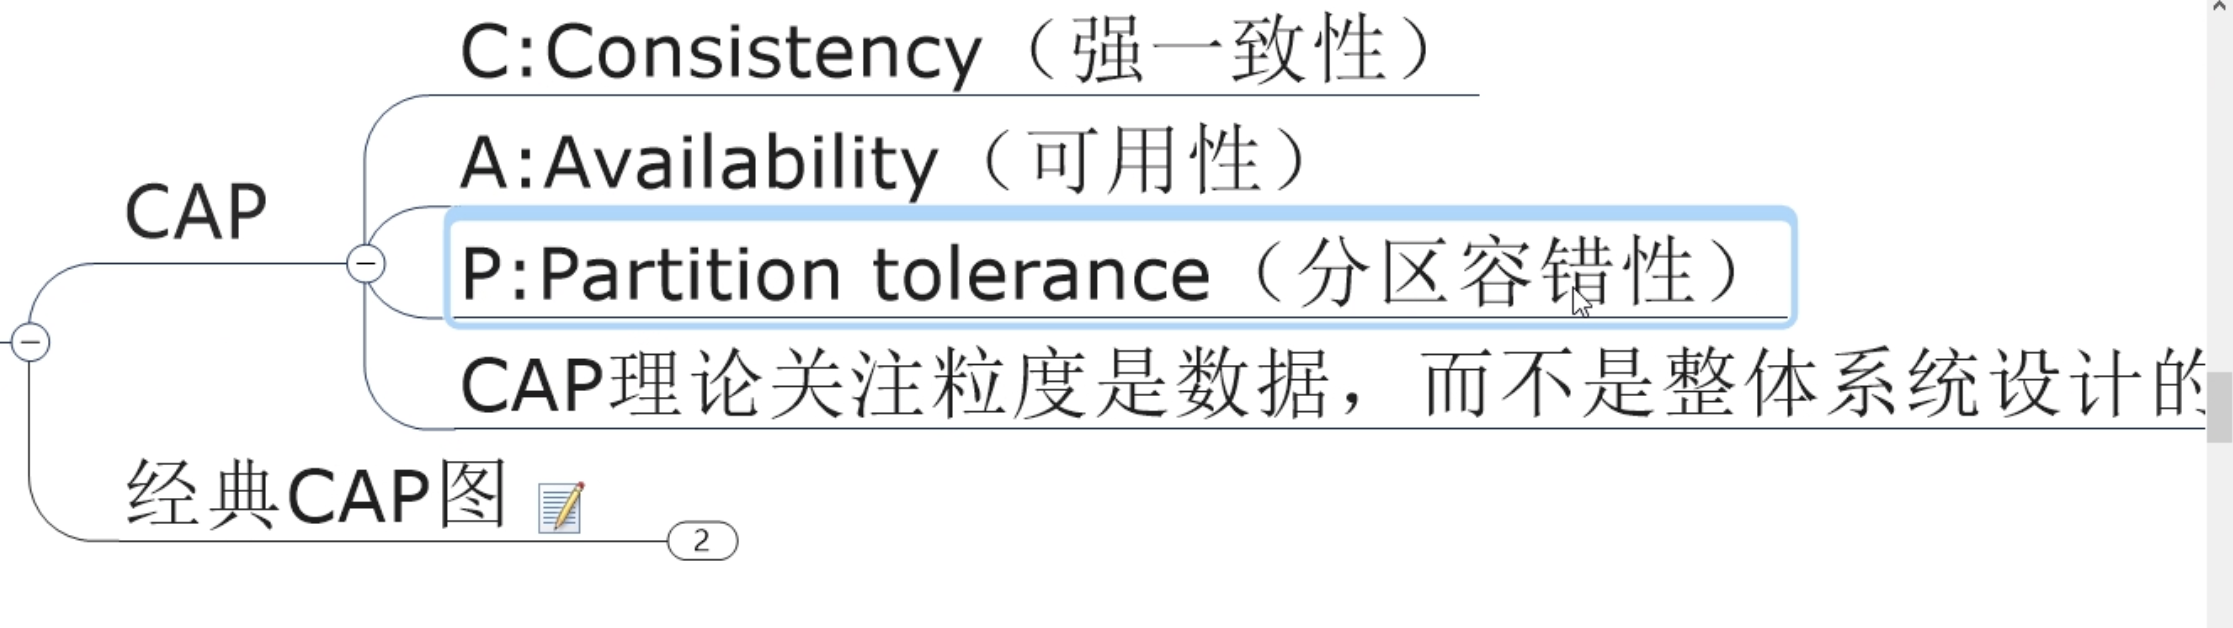 C:Consistency（强一致性）
A:Availability（可用性）
CAP
P:Partition tolerance（分区容错性）
CAP理论关注粒度是数据，而不是整体系统设计的
经典CAP图
2